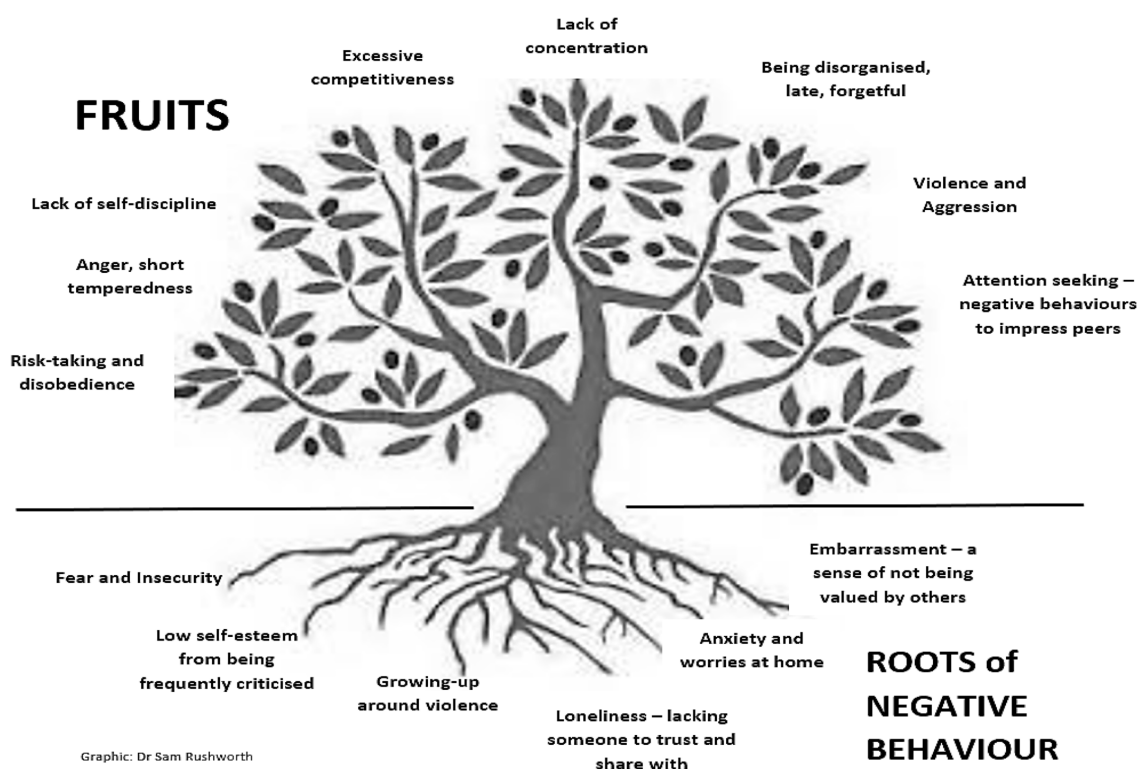 Lack of
concentration
Excessive
competitiveness
Being disorganised,
late, forgetful
FRUITS
Lack of self-discipline
Violence and
Aggression
Anger, short
temperedness
Attention seeking –
negative behaviours
to impress peers
Risk-taking and
disobedience
Fear and Insecurity
Embarrassment – a
sense of not being
valued by others
Low self-esteem
from being
frequently criticised
Anxiety and
worries at home
Growing-up
around violence
Loneliness – lacking
someone to trust and
share with
ROOTS of
NEGATIVE
BEHAVIOUR
Graphic: Dr Sam Rushworth